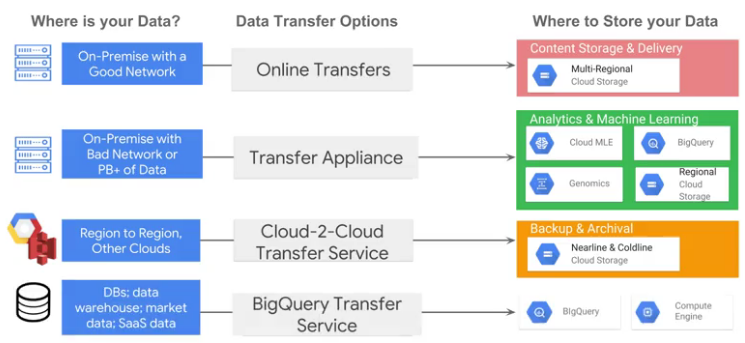 Where is your Data?
Data Transfer Options
Where to Store your Data
On-Premise with a
Good Network
Online Transfers
Content Storage & Delivery
Multi-Regional
Cloud Storage
On-Premise with
Bad Network or
PB+ of Data
Transfer Appliance
Analytics & Machine Learning
Cloud MLE
BigQuery
Genomics
Regional
Cloud
Storage
Region to Region,
Other Clouds
Cloud-2-Cloud
Transfer Service
Backup & Archival
Nearline & Coldline
Cloud Storage
DBs; data
warehouse; market
data; SaaS data
BigQuery Transfer
Service
BIgQuery
Compute
Engine